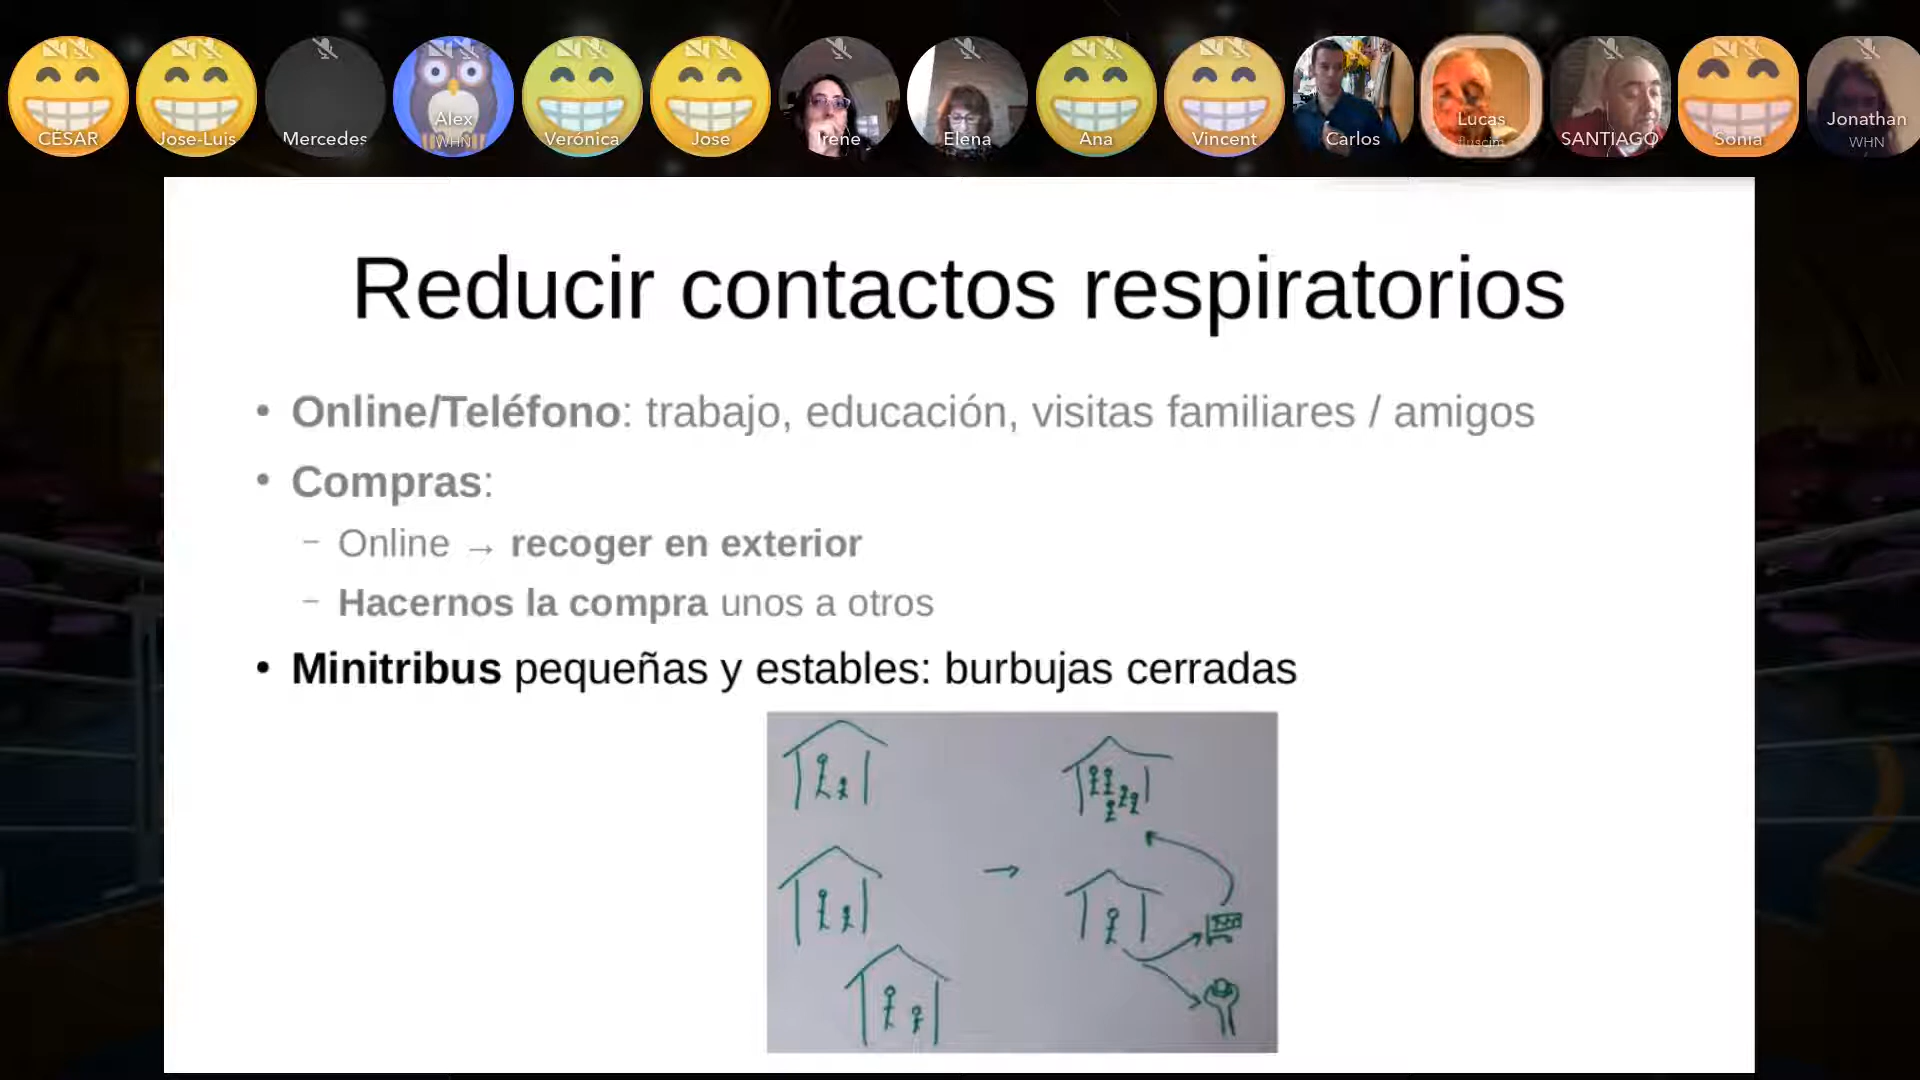 CÉSAR
Jose-Luis
Mercedes
Alex
WHN
Verónica
Jose
Irene
Elena
Ana
Vincent
Carlos
Lucas
SANTIAGO
Sonia
Jonathan
WHN
Reducir contactos respiratorios
• Online/Teléfono: trabajo, educación, visitas familiares / amigos
• Compras:
– Online → recoger en exterior
– Hacernos la compra unos a otros
• Minitribus pequeñas y estables: burbujas cerradas